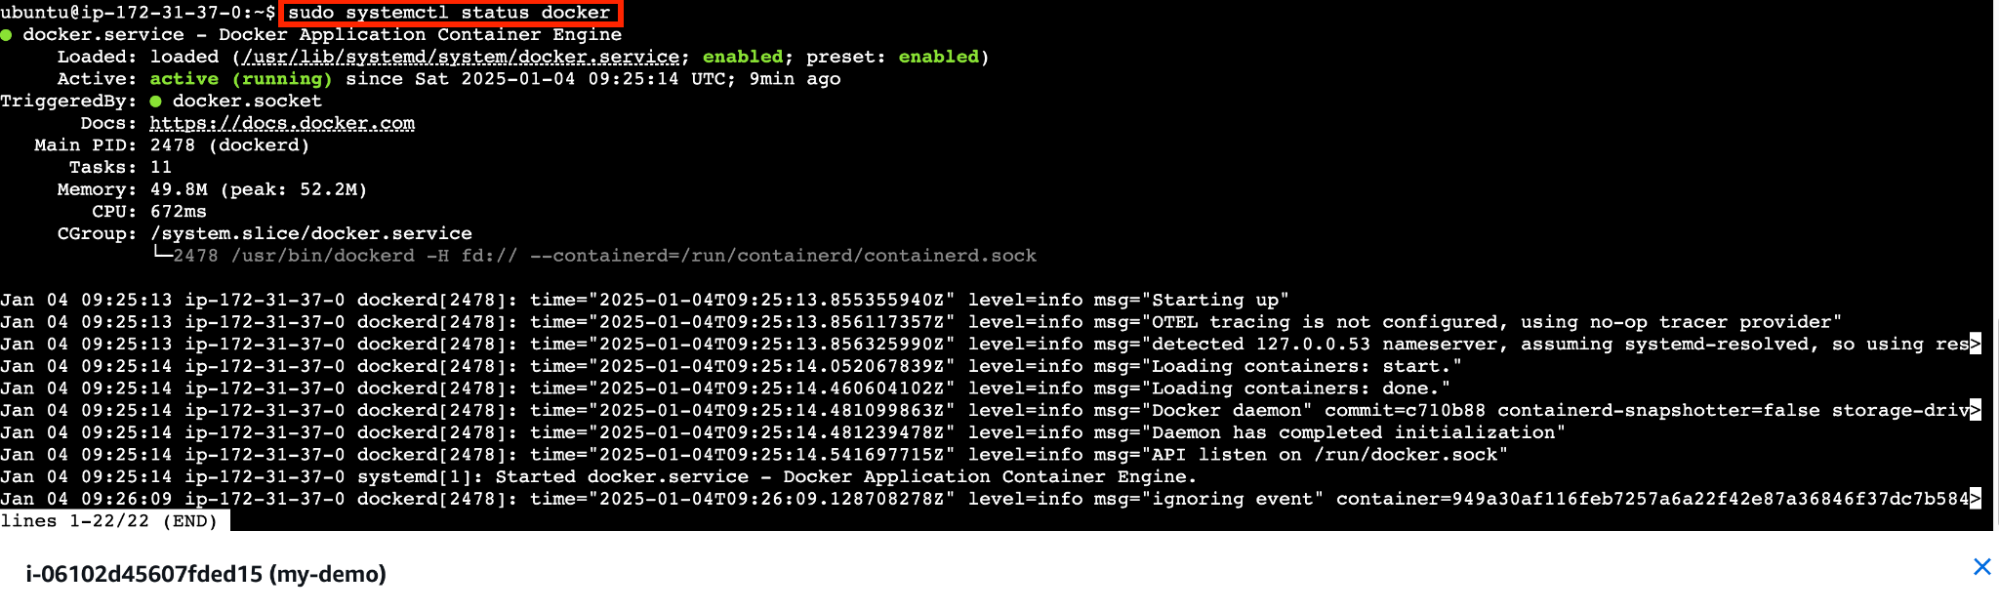 ubuntu@ip-172-31-37-0:~$ sudo systemctl status docker
● docker.service - Docker Application Container Engine
     Loaded: loaded (/usr/lib/systemd/system/docker.service; enabled; preset: enabled)
     Active: active (running) since Sat 2025-01-04 09:25:14 UTC; 9min ago
TriggeredBy: ● docker.socket
       Docs: https://docs.docker.com
   Main PID: 2478 (dockerd)
      Tasks: 11
     Memory: 49.8M (peak: 52.2M)
        CPU: 672ms
     CGroup: /system.slice/docker.service
             └─2478 /usr/bin/dockerd -H fd:// --containerd=/run/containerd/containerd.sock
Jan 04 09:25:13 ip-172-31-37-0 dockerd[2478]: time="2025-01-04T09:25:13.855355940Z" level=info msg="Starting up"
Jan 04 09:25:13 ip-172-31-37-0 dockerd[2478]: time="2025-01-04T09:25:13.856117357Z" level=info msg="OTEL tracing is not configured, using no-op tracer provider"
Jan 04 09:25:13 ip-172-31-37-0 dockerd[2478]: time="2025-01-04T09:25:13.856325990Z" level=info msg="detected 127.0.0.53 nameserver, assuming systemd-resolved, so using res>
Jan 04 09:25:14 ip-172-31-37-0 dockerd[2478]: time="2025-01-04T09:25:14.052067839Z" level=info msg="Loading containers: start."
Jan 04 09:25:14 ip-172-31-37-0 dockerd[2478]: time="2025-01-04T09:25:14.460604102Z" level=info msg="Loading containers: done."
Jan 04 09:25:14 ip-172-31-37-0 dockerd[2478]: time="2025-01-04T09:25:14.481099863Z" level=info msg="Docker daemon" commit=c710b88 containerd-snapshotter=false storage-driv>
Jan 04 09:25:14 ip-172-31-37-0 dockerd[2478]: time="2025-01-04T09:25:14.481239478Z" level=info msg="Daemon has completed initialization"
Jan 04 09:25:14 ip-172-31-37-0 dockerd[2478]: time="2025-01-04T09:25:14.541697715Z" level=info msg="API listen on /run/docker.sock"
Jan 04 09:25:14 ip-172-31-37-0 systemd[1]: Started docker.service - Docker Application Container Engine.
Jan 04 09:26:09 ip-172-31-37-0 dockerd[2478]: time="2025-01-04T09:26:09.128708278Z" level=info msg="ignoring event" container=949a30af116feb7257a6a22f42e87a36846f37dc7b584>
lines 1-22/22 (END)
i-06102d45607fded15 (my-demo)